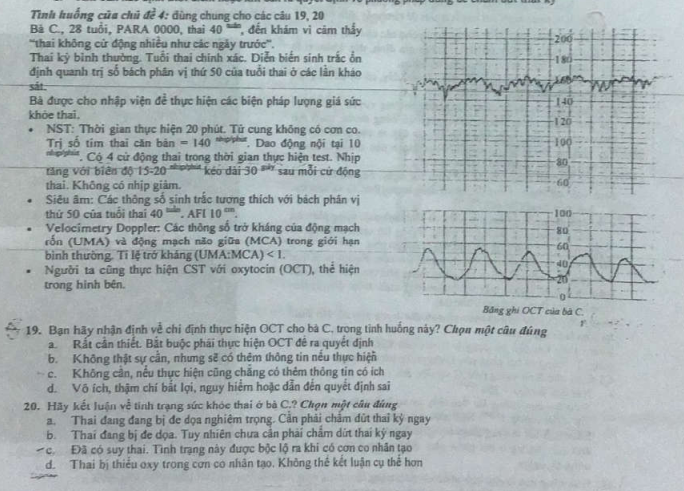 Tình huống của chủ đề 4: dùng chung cho các câu 19, 20
Bà C., 28 tuổi, PARA 0000, thai 40 tuần, đến khám vì cảm thấy
"thai không cử động nhiều như các ngày trước".
Thai kỳ bình thường. Tuổi thai chính xác. Diễn biến sinh trắc ổn
định quanh trị số bách phân vị thứ 50 của tuổi thai ở các lần khảo
sát.
Bà được cho nhập viện để thực hiện các biện pháp lượng giá sức
khỏe thai.
• NST: Thời gian thực hiện 20 phút. Tử cung không có cơn co.
Trị số tim thai căn bản = 140 nhịp/phút. Dao động nội tại 10
nhịp/phút. Có 4 cử động thai trong thời gian thực hiện test. Nhịp
tăng với biên độ 15-20 nhịp/phút kéo dài 30 giây sau mỗi cử động
thai. Không có nhịp giảm.
• Siêu âm: Các thông số sinh trắc tương thích với bách phân vị
thứ 50 của tuổi thai 40 tuần. AFI 10 cm.
• Velocimetry Doppler: Các thông số trở kháng của động mạch
rốn (UMA) và động mạch não giữa (MCA) trong giới hạn
bình thường. Tỉ lệ trở kháng (UMA:MCA) < 1.
• Người ta cũng thực hiện CST với oxytocin (OCT), thể hiện
trong hình bên.
200
180
160
140
120
100
80
60
100
80
60
40
20
0
Băng ghi OCT của bà C.
19. Bạn hãy nhận định về chỉ định thực hiện OCT cho bà C. trong tình huống này? Chọn một câu đúng
a. Rất cần thiết. Bắt buộc phải thực hiện OCT để ra quyết định
b. Không thật sự cần, nhưng sẽ có thêm thông tin nếu thực hiện
c. Không cần, nếu thực hiện cũng chẳng có thêm thông tin có ích
d. Vô ích, thậm chí bất lợi, nguy hiểm hoặc dẫn đến quyết định sai
20. Hãy kết luận về tình trạng sức khỏe thai ở bà C.? Chọn một câu đúng
a. Thai đang đang bị đe dọa nghiêm trọng. Cần phải chấm dứt thai kỳ ngay
b. Thai đang bị đe dọa. Tuy nhiên chưa cần phải chấm dứt thai kỳ ngay
c. Đã có suy thai. Tình trạng này được bộc lộ ra khi có cơn co nhân tạo
d. Thai bị thiếu oxy trong cơn co nhân tạo. Không thể kết luận cụ thể hơn